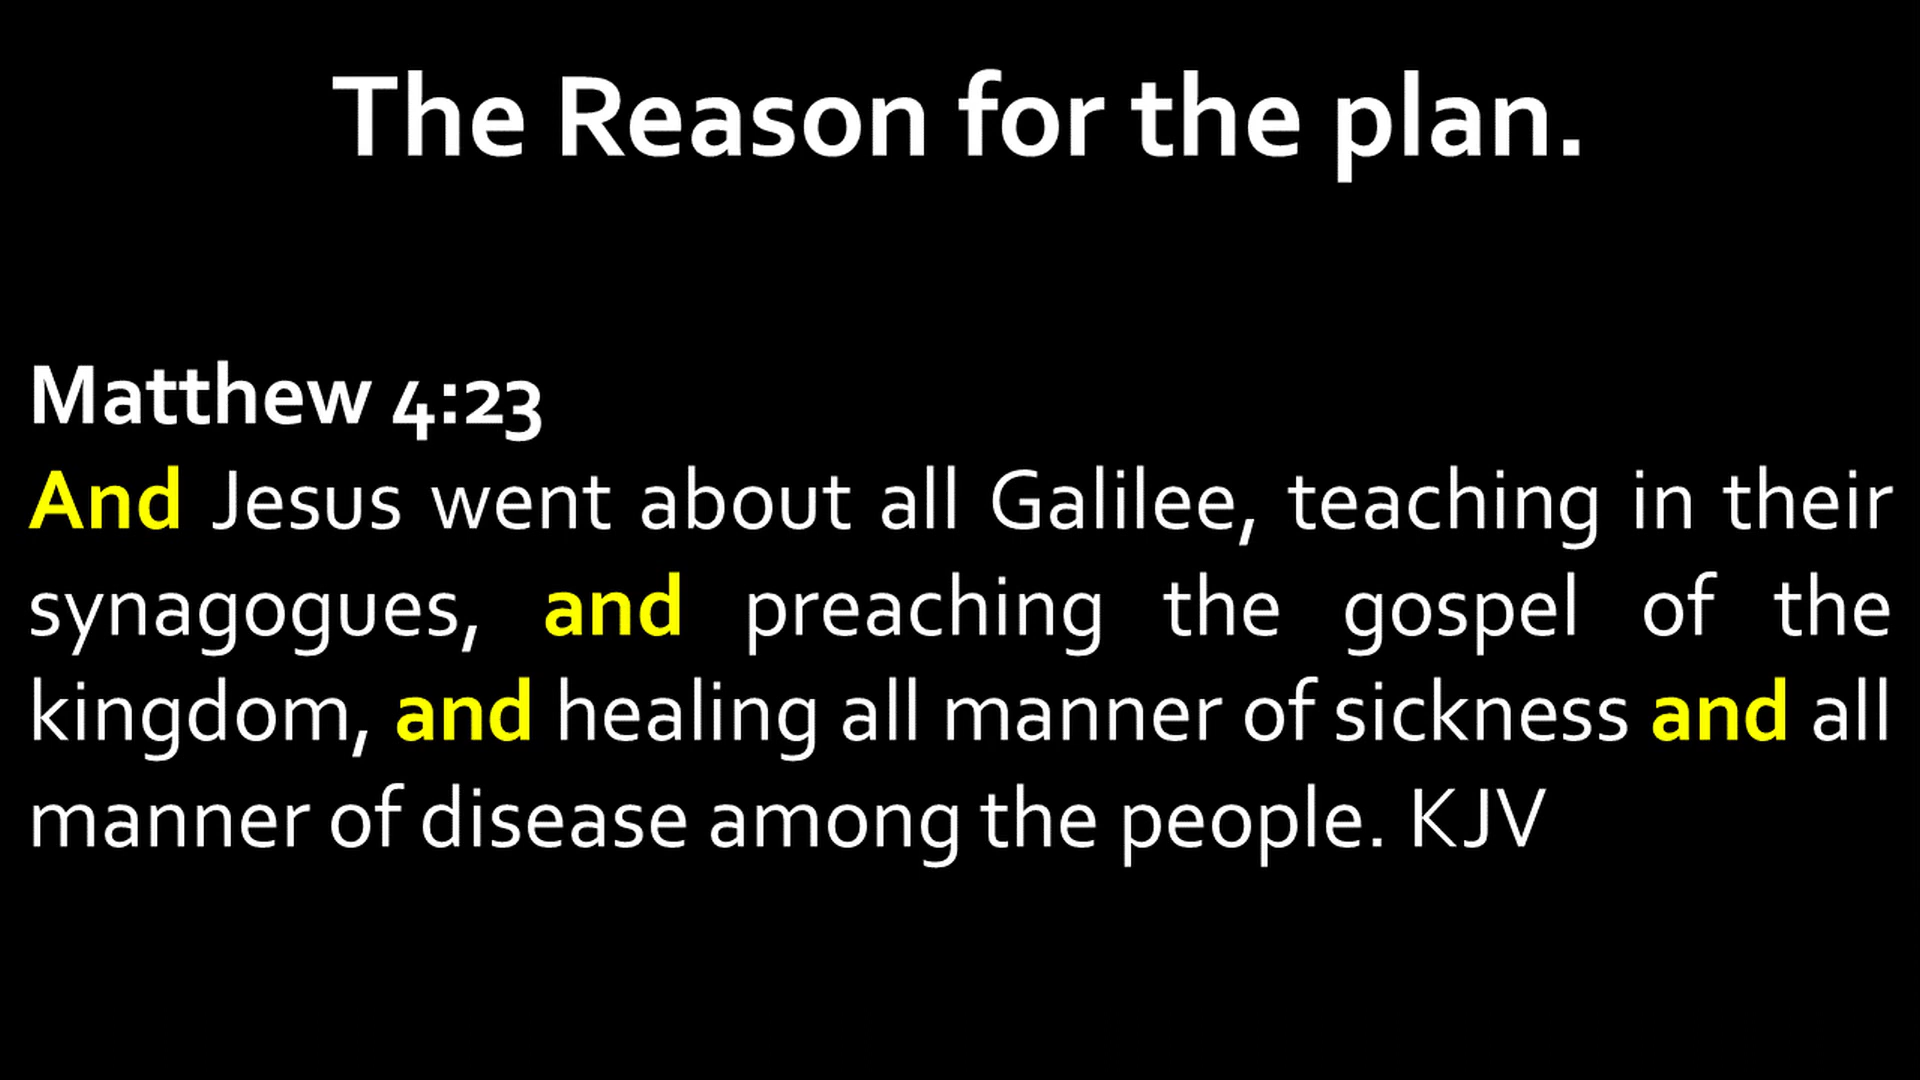 The Reason for the plan.
Matthew 4:23
And Jesus went about all Galilee, teaching in their
synagogues, and preaching the gospel of the
kingdom, and healing all manner of sickness and all
manner of disease among the people. KJV